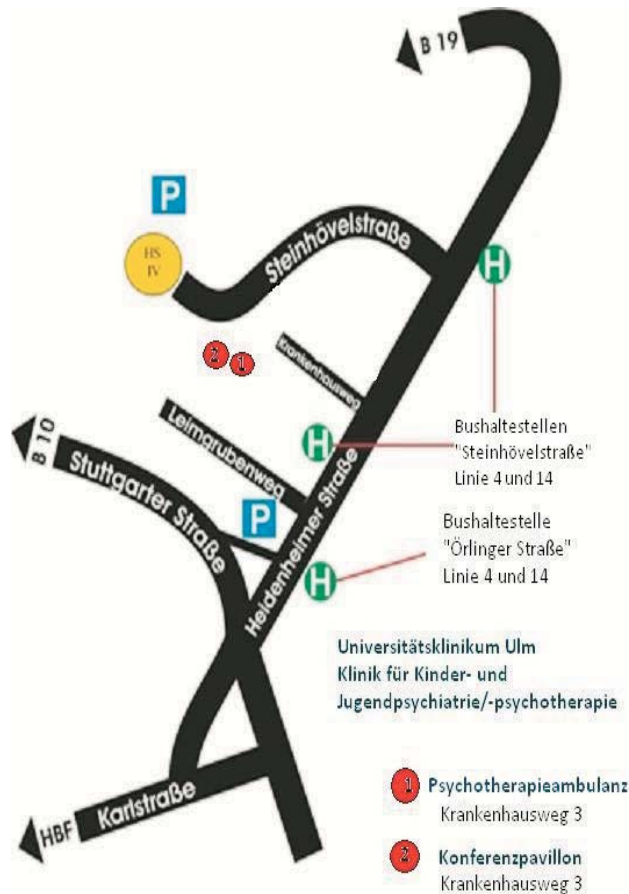 B 19
P
HS
IV
Steinhövelstraße
H
2
1
Krankenhausweg
Leimgrubenweg
H
Bushaltestellen
"Steinhövelstraße"
Linie 4 und 14
B 10
Stuttgarter Straße
P
Heidenheimer Straße
H
Bushaltestelle
"Örlinger Straße"
Linie 4 und 14
Universitätsklinikum Ulm
Klinik für Kinder- und
Jugendpsychiatrie/-psychotherapie
HBF
Karlstraße
1 Psychotherapieambulanz
Krankenhausweg 3
2 Konferenzpavillon
Krankenhausweg 3